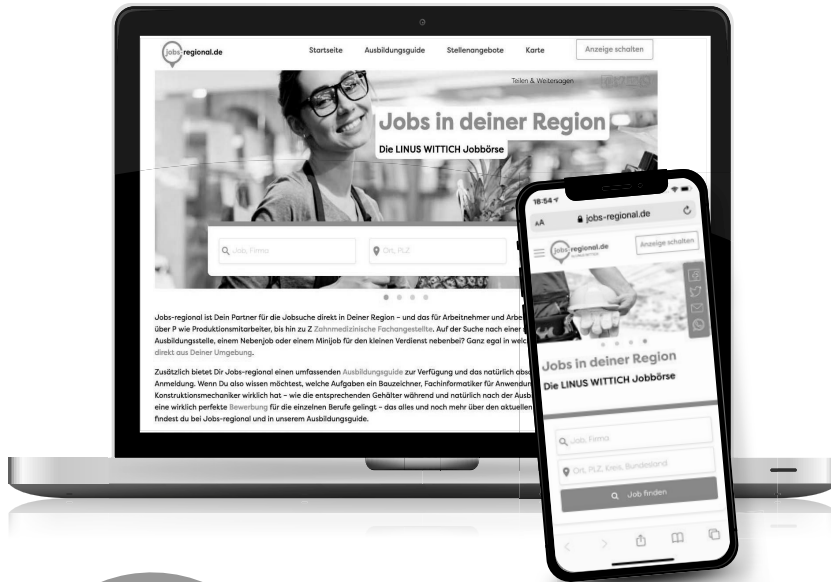 jobs-regional.de
Startseite Ausbildungsguide Stellenangebote Karte Anzeige schalten
Teilen & Weitersagen
Jobs in deiner Region
Die LINUS WITTICH Jobbörse
Job, Firma
Ort, PLZ
Jobs-regional ist Dein Partner für die Jobsuche direkt in Deiner Region – und das für Arbeitnehmer und
über P wie Produktionsmitarbeiter, bis hin zu Z Zahnmedizinische Fachangestellte. Auf der Suche nach einer
Ausbildungsstelle, einem Nebenjob oder einem Minijob für den kleinen Verdienst nebenbei? Ganz egal in
direkt aus Deiner Umgebung.
Zusätzlich bietet Dir Jobs-regional einen umfassenden Ausbildungsguide zur Verfügung und das natürlich
Anmeldung. Wenn Du also wissen möchtest, welche Aufgaben ein Bauzeichner, Fachinformatiker für
Konstruktionsmechaniker wirklich hat – wie die entsprechenden Gehälter während und natürlich nach der
eine wirklich perfekte Bewerbung für die einzelnen Berufe gelingt – das alles und noch mehr über den aktuellen
findest du bei Jobs-regional und in unserem Ausbildungsguide.
18:54
AA jobs-regional.de
jobs-regional.de Anzeige schalten
Jobs in deiner Region
Die LINUS WITTICH Jobbörse
Job, Firma
Ort, PLZ, Kreis, Bundesland
Job finden